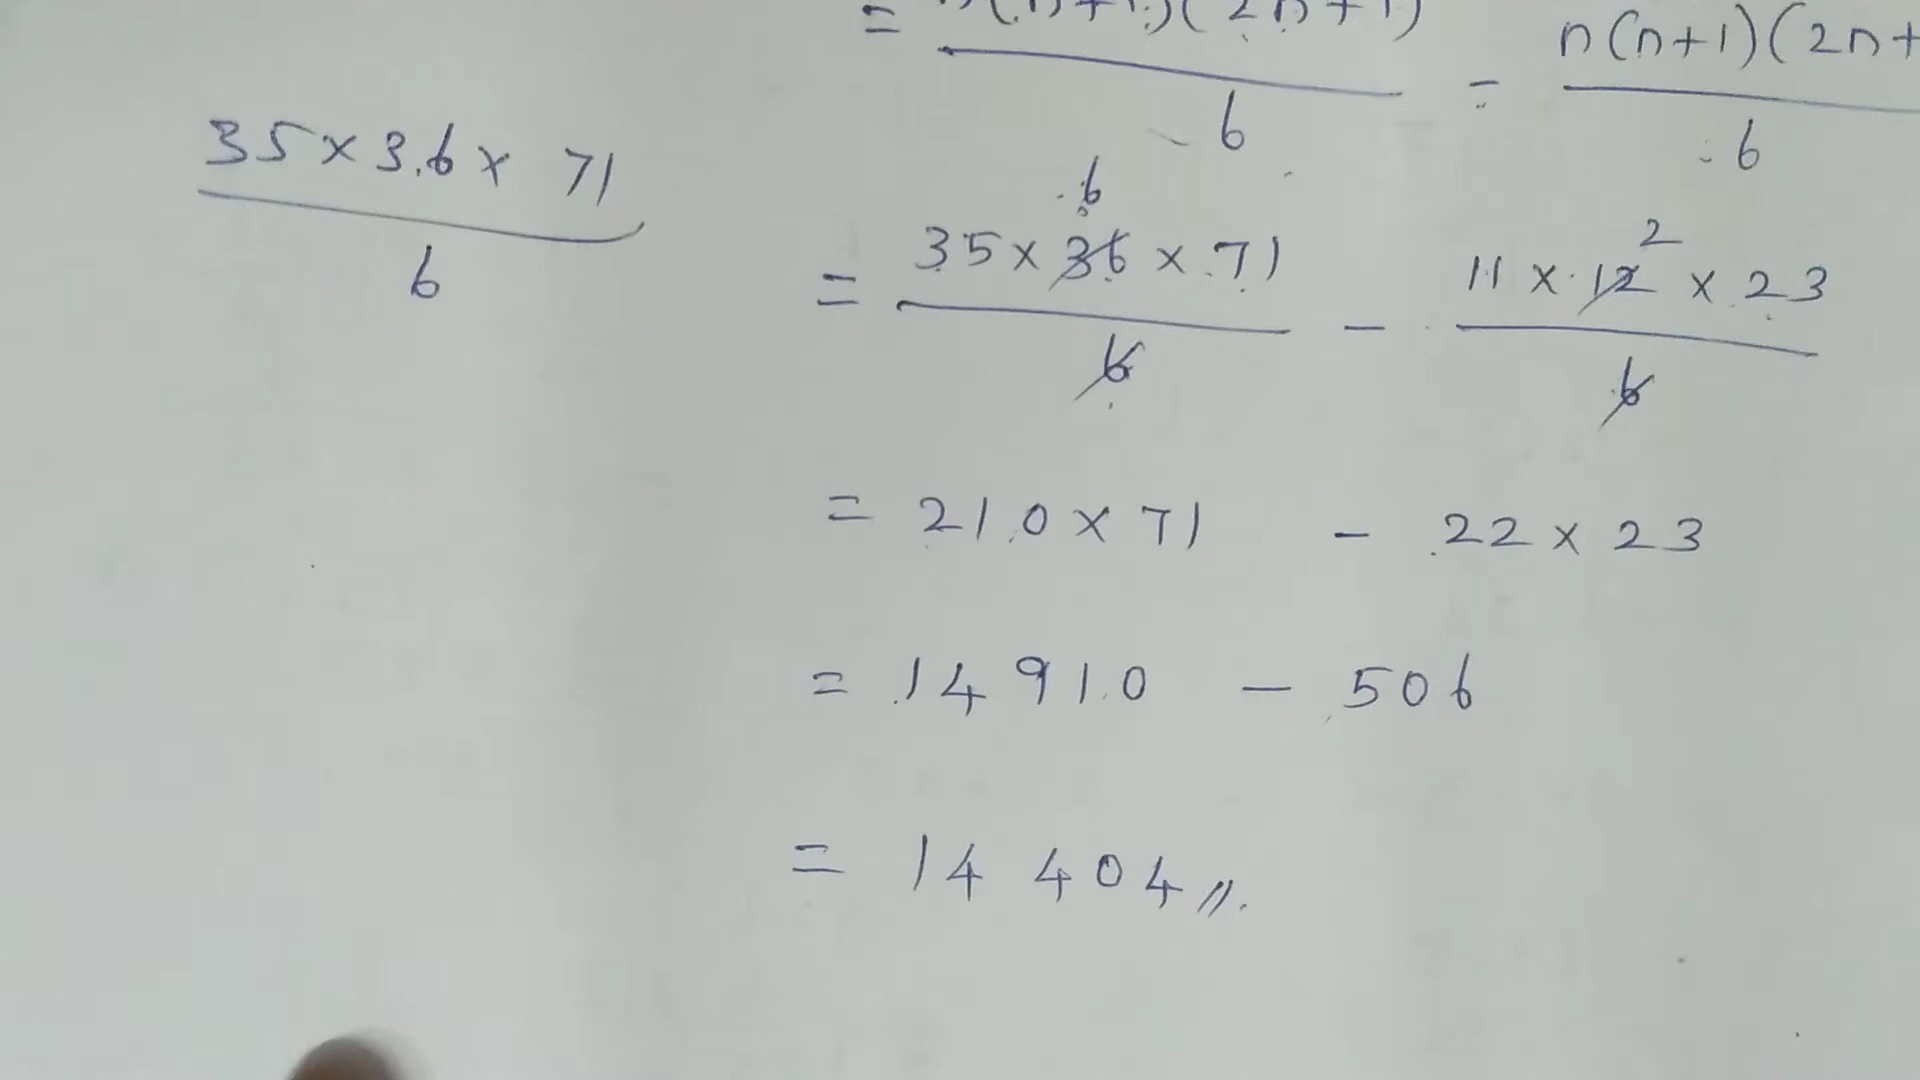 = n(n+1)(2n+1) / 6 - n(n+1)(2n+ / 6
35 x 36 x 71 / 6
= 35 x 36 x 71 / 6 - 11 x 12 x 23 / 6
6 2
= 210 x 71 - 22 x 23
= 14910 - 506
= 14404 //.